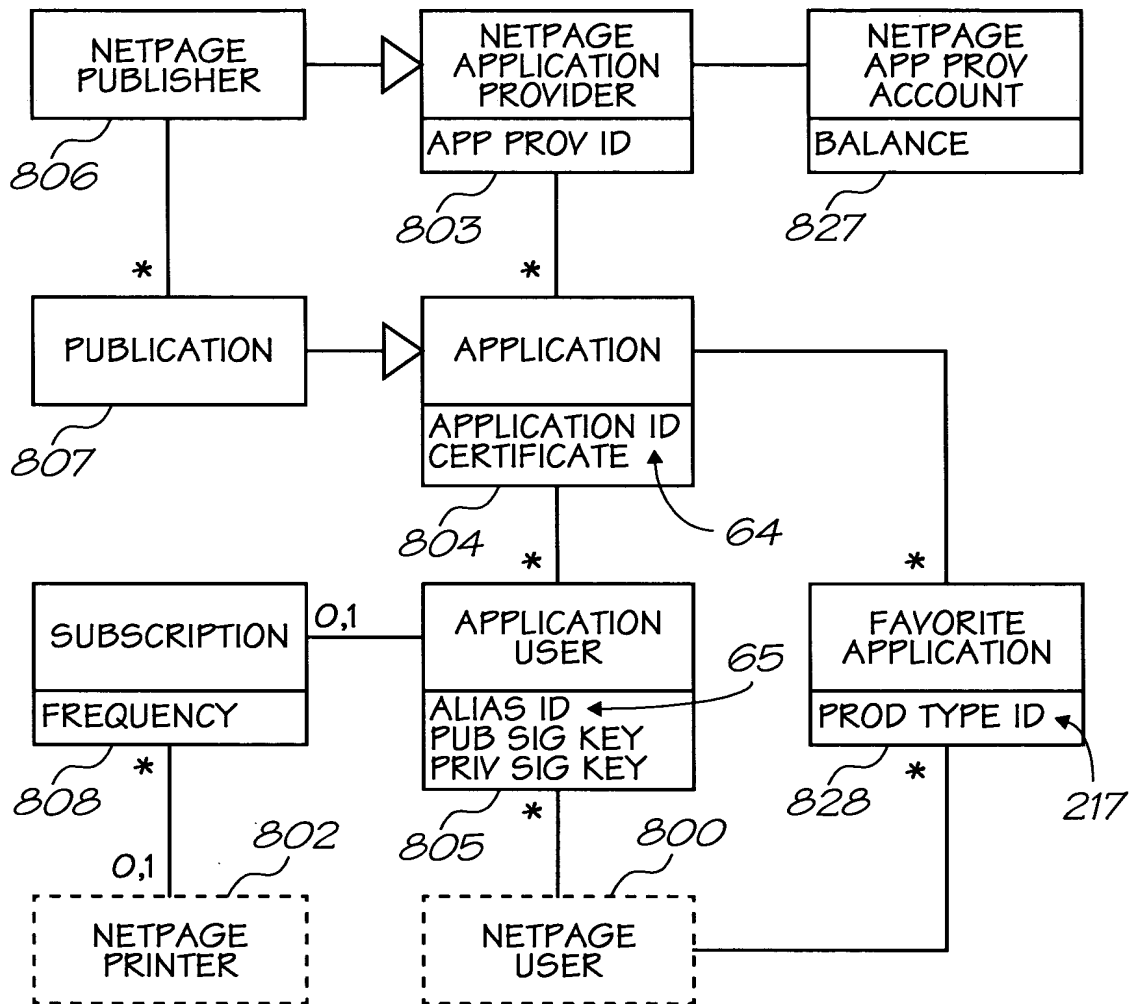 NETPAGE
PUBLISHER
NETPAGE
APPLICATION
PROVIDER
APP PROV ID
NETPAGE
APP PROV
ACCOUNT
BALANCE
806
803
827
*
*
PUBLICATION
APPLICATION
APPLICATION ID
CERTIFICATE
807
804
64
*
*
SUBSCRIPTION
FREQUENCY
0,1
APPLICATION
USER
ALIAS ID
PUB SIG KEY
PRIV SIG KEY
65
FAVORITE
APPLICATION
PROD TYPE ID
808
*
805
*
828
*
217
802
800
0,1
NETPAGE
PRINTER
NETPAGE
USER